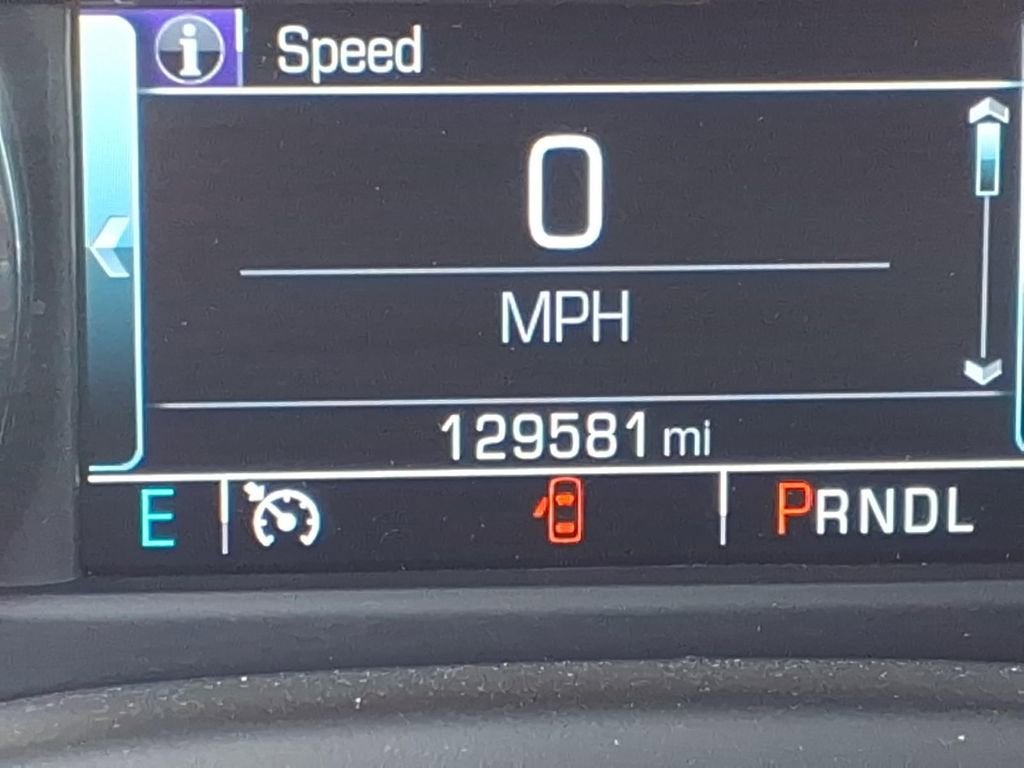 i Speed
0
MPH
129581 mi
E PRNDL